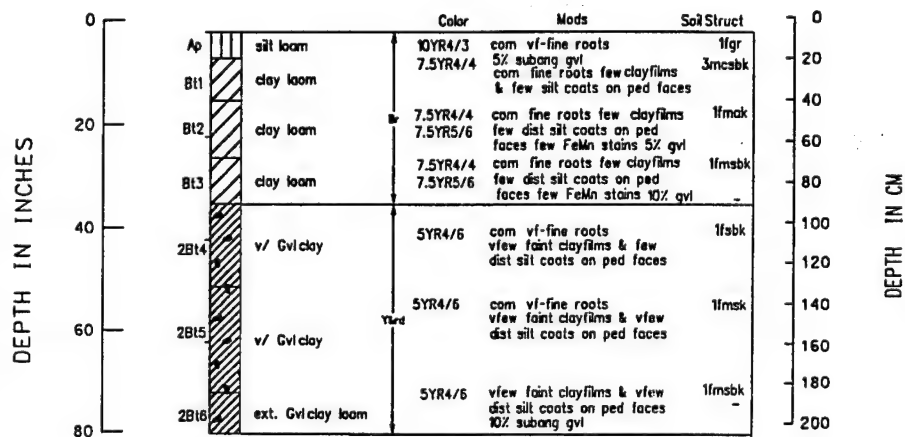 Color Mods Soil Struct
0 0
Ap silt loam 10YR4/3 com vf-fine roots 1fgr
5% subang gvl
20
Bt1 clay loam 7.5YR4/4 com fine roots few clayfilms 3mcsbk
& few silt coats on ped faces
40
20
Bt2 clay loam 7.5YR4/4 com fine roots few clayfilms 1fmak
7.5YR5/6 few dist silt coats on ped
faces few FeMn stains 5% gvl
60
Bt3 clay loam 7.5YR4/4 com fine roots few clayfilms 1fmsbk
7.5YR5/6 few dist silt coats on ped
faces few FeMn stains 10% gvl
80
40
100
2Bt4 v/ Gvl clay 5YR4/6 com vf-fine roots 1fsbk
vfew faint clayfilms & few
dist silt coats on ped faces
120
60
140
2Bt5 v/ Gvl clay 5YR4/6 com vf-fine roots 1fmsk
vfew faint clayfilms & vfew
dist silt coats on ped faces
160
180
2Bt6 ext. Gvl clay loam 5YR4/6 vfew faint clayfilms & vfew 1fmsbk
dist silt coats on ped faces
10% subang gvl
80 200
DEPTH IN INCHES
DEPTH IN CM